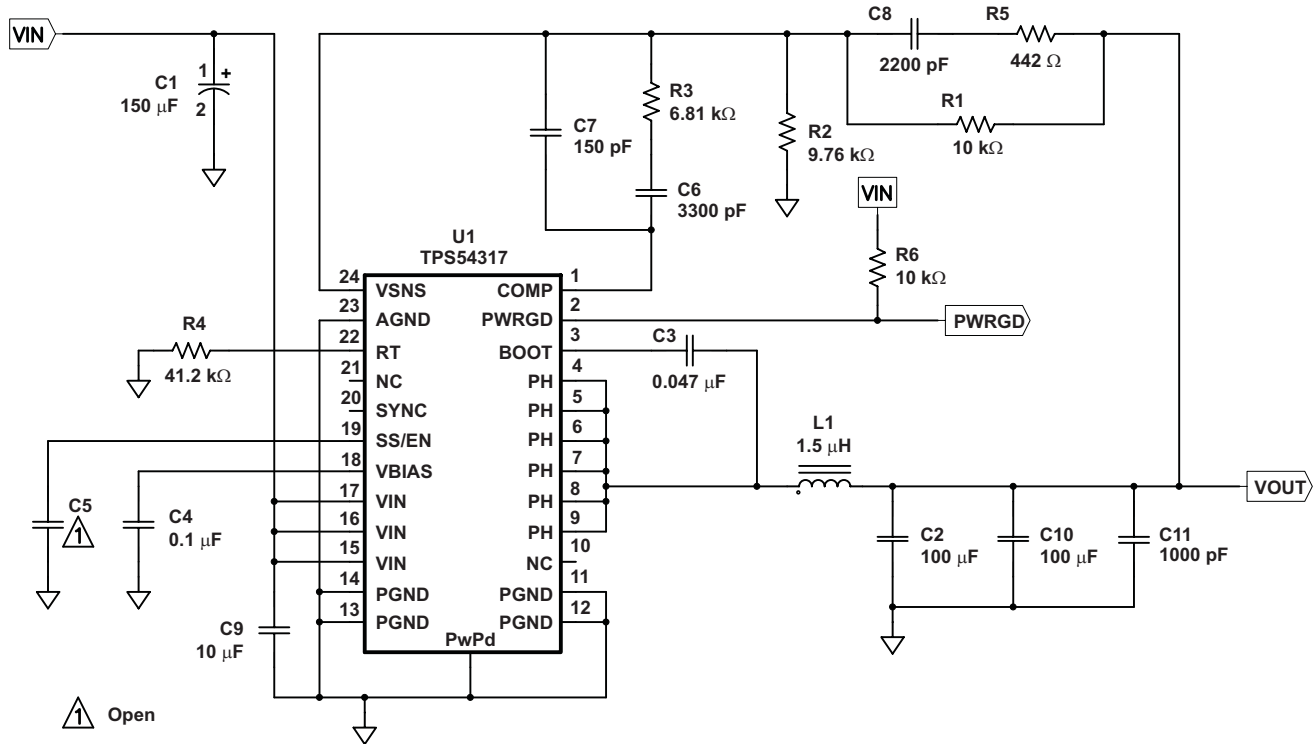 VIN
C1
150 μF
1
+
2
C8
2200 pF
R5
442 Ω
R1
10 kΩ
R3
6.81 kΩ
C7
150 pF
C6
3300 pF
R2
9.76 kΩ
VIN
R6
10 kΩ
PWRGD
U1
TPS54317
24
VSNS
COMP
1
23
AGND
PWRGD
2
22
RT
BOOT
3
21
NC
PH
4
20
SYNC
PH
5
19
SS/EN
PH
6
18
VBIAS
PH
7
17
VIN
PH
8
16
VIN
PH
9
15
VIN
NC
10
14
PGND
PGND
11
13
PGND
PGND
12
PwPd
R4
41.2 kΩ
C3
0.047 μF
L1
1.5 μH
VOUT
C5
1
C4
0.1 μF
C2
100 μF
C10
100 μF
C11
1000 pF
C9
10 μF
1 Open